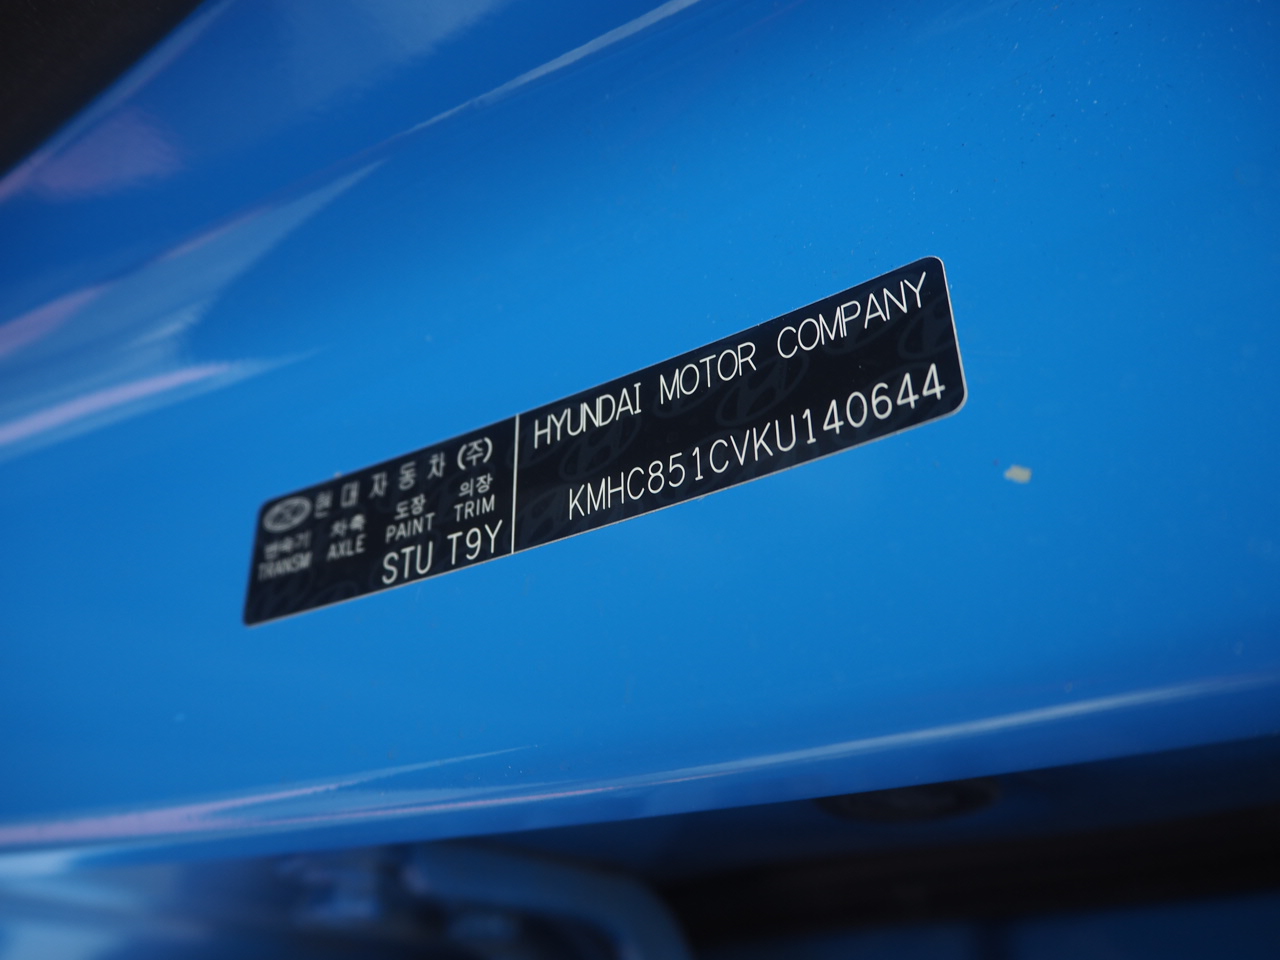 현대자동차(주)
변속기 차축 도장 의장
TRANSM AXLE PAINT TRIM
STU T9Y
HYUNDAI MOTOR COMPANY
KMHC851CVKU140644